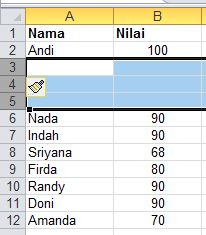 A B
1 Nama Nilai
2 Andi 100
3
4
5
6 Nada 90
7 Indah 90
8 Sriyana 68
9 Firda 80
10 Randy 90
11 Doni 90
12 Amanda 70